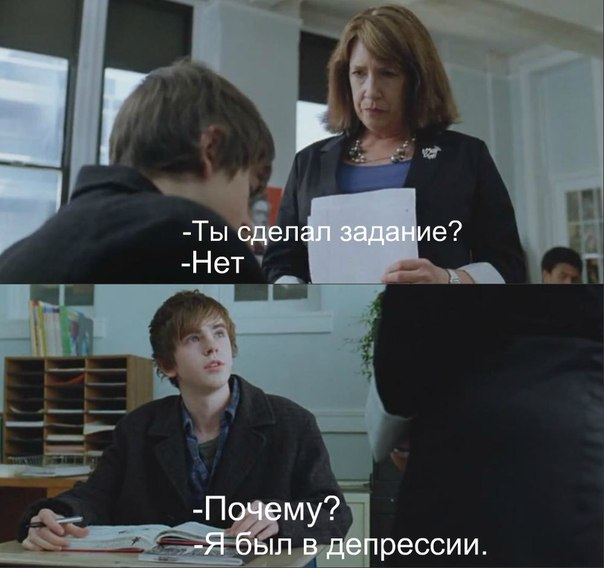 -Ты сделал задание?
-Нет
-Почему?
-Я был в депрессии.